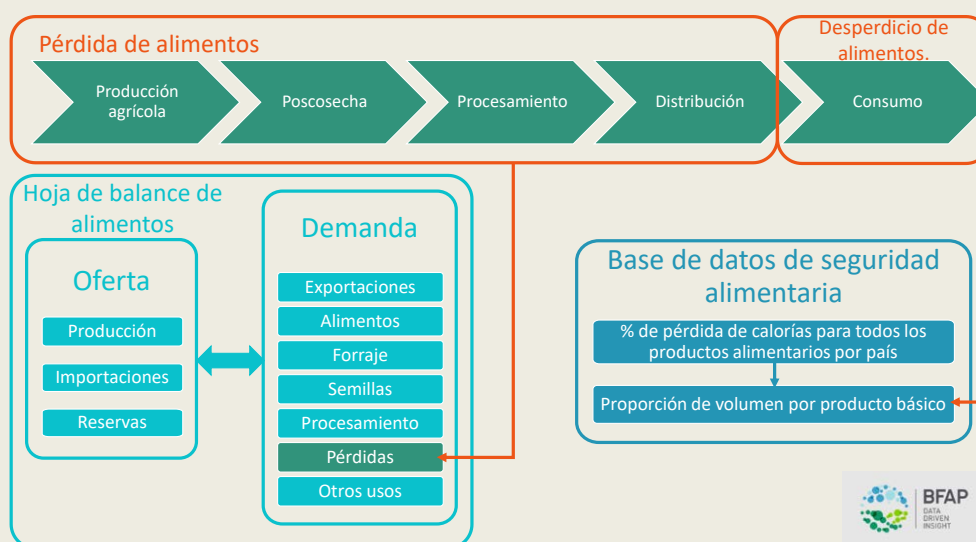 Pérdida de alimentos
Desperdicio de
alimentos.
Producción
agrícola
Poscosecha
Procesamiento
Distribución
Consumo
Hoja de balance de
alimentos
Oferta
Producción
Importaciones
Reservas
Demanda
Exportaciones
Alimentos
Forraje
Semillas
Procesamiento
Pérdidas
Otros usos
Base de datos de seguridad
alimentaria
% de pérdida de calorías para todos los
productos alimentarios por país
Proporción de volumen por producto básico
BFAP
DATA
DRIVEN
INSIGHT